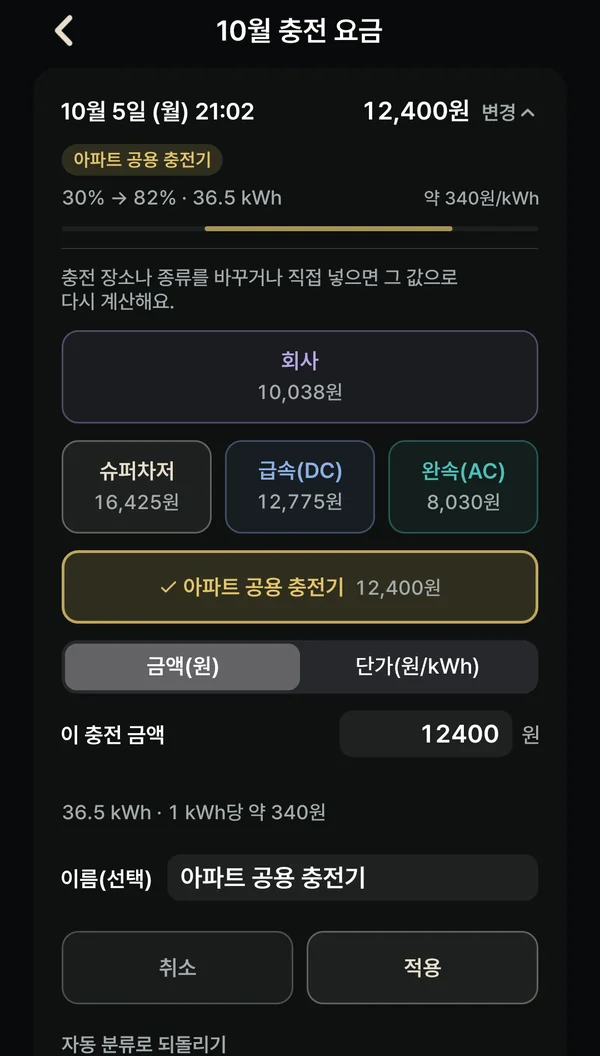 10월 충전 요금
10월 5일 (월) 21:02 12,400원 변경
아파트 공용 충전기
30% → 82% · 36.5 kWh 약 340원/kWh
충전 장소나 종류를 바꾸거나 직접 넣으면 그 값으로
다시 계산해요.
회사
10,038원
슈퍼차저 급속(DC) 완속(AC)
16,425원 12,775원 8,030원
✓ 아파트 공용 충전기 12,400원
금액(원) 단가(원/kWh)
이 충전 금액 12400 원
36.5 kWh · 1 kWh당 약 340원
이름(선택) 아파트 공용 충전기
취소 적용
자동 분류로 되돌리기